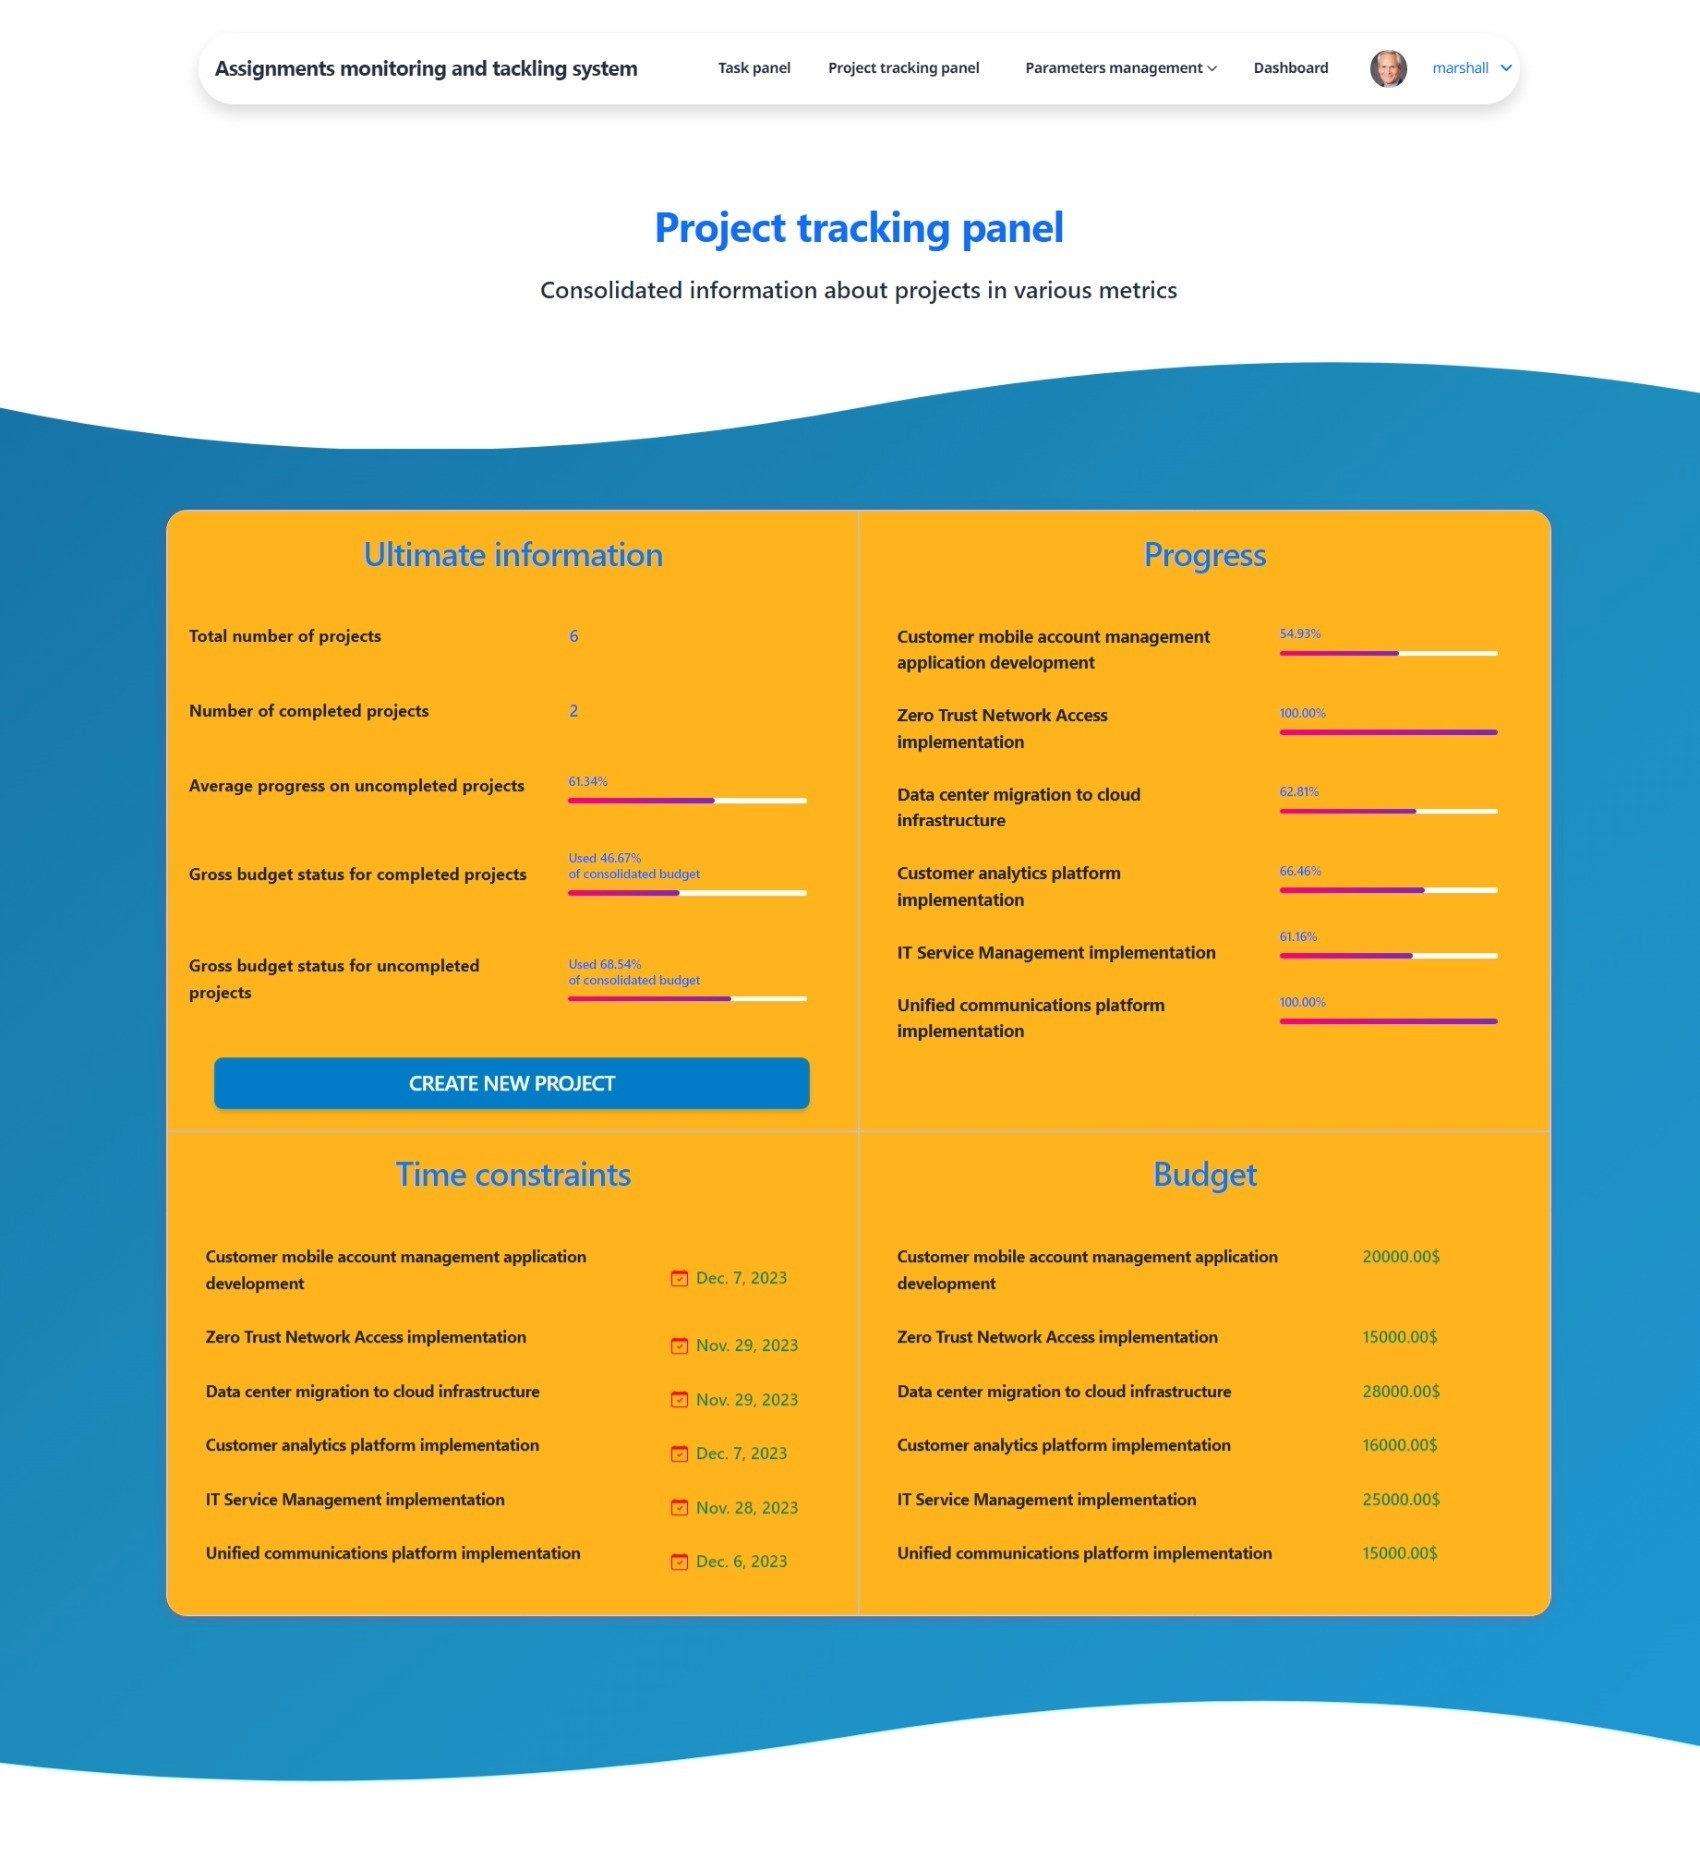 Assignments monitoring and tackling system
Task panel
Project tracking panel
Parameters management
Dashboard
marshall
Project tracking panel
Consolidated information about projects in various metrics
Ultimate information
Total number of projects
6
Number of completed projects
2
Average progress on uncompleted projects
61.34%
Gross budget status for completed projects
Used 46.67%
of consolidated budget
Gross budget status for uncompleted
projects
Used 68.54%
of consolidated budget
CREATE NEW PROJECT
Progress
Customer mobile account management
application development
54.93%
Zero Trust Network Access
implementation
100.00%
Data center migration to cloud
infrastructure
62.81%
Customer analytics platform
implementation
66.46%
IT Service Management implementation
61.16%
Unified communications platform
implementation
100.00%
Time constraints
Customer mobile account management application
development
Dec. 7, 2023
Zero Trust Network Access implementation
Nov. 29, 2023
Data center migration to cloud infrastructure
Nov. 29, 2023
Customer analytics platform implementation
Dec. 7, 2023
IT Service Management implementation
Nov. 28, 2023
Unified communications platform implementation
Dec. 6, 2023
Budget
Customer mobile account management application
development
20000.00$
Zero Trust Network Access implementation
15000.00$
Data center migration to cloud infrastructure
28000.00$
Customer analytics platform implementation
16000.00$
IT Service Management implementation
25000.00$
Unified communications platform implementation
15000.00$